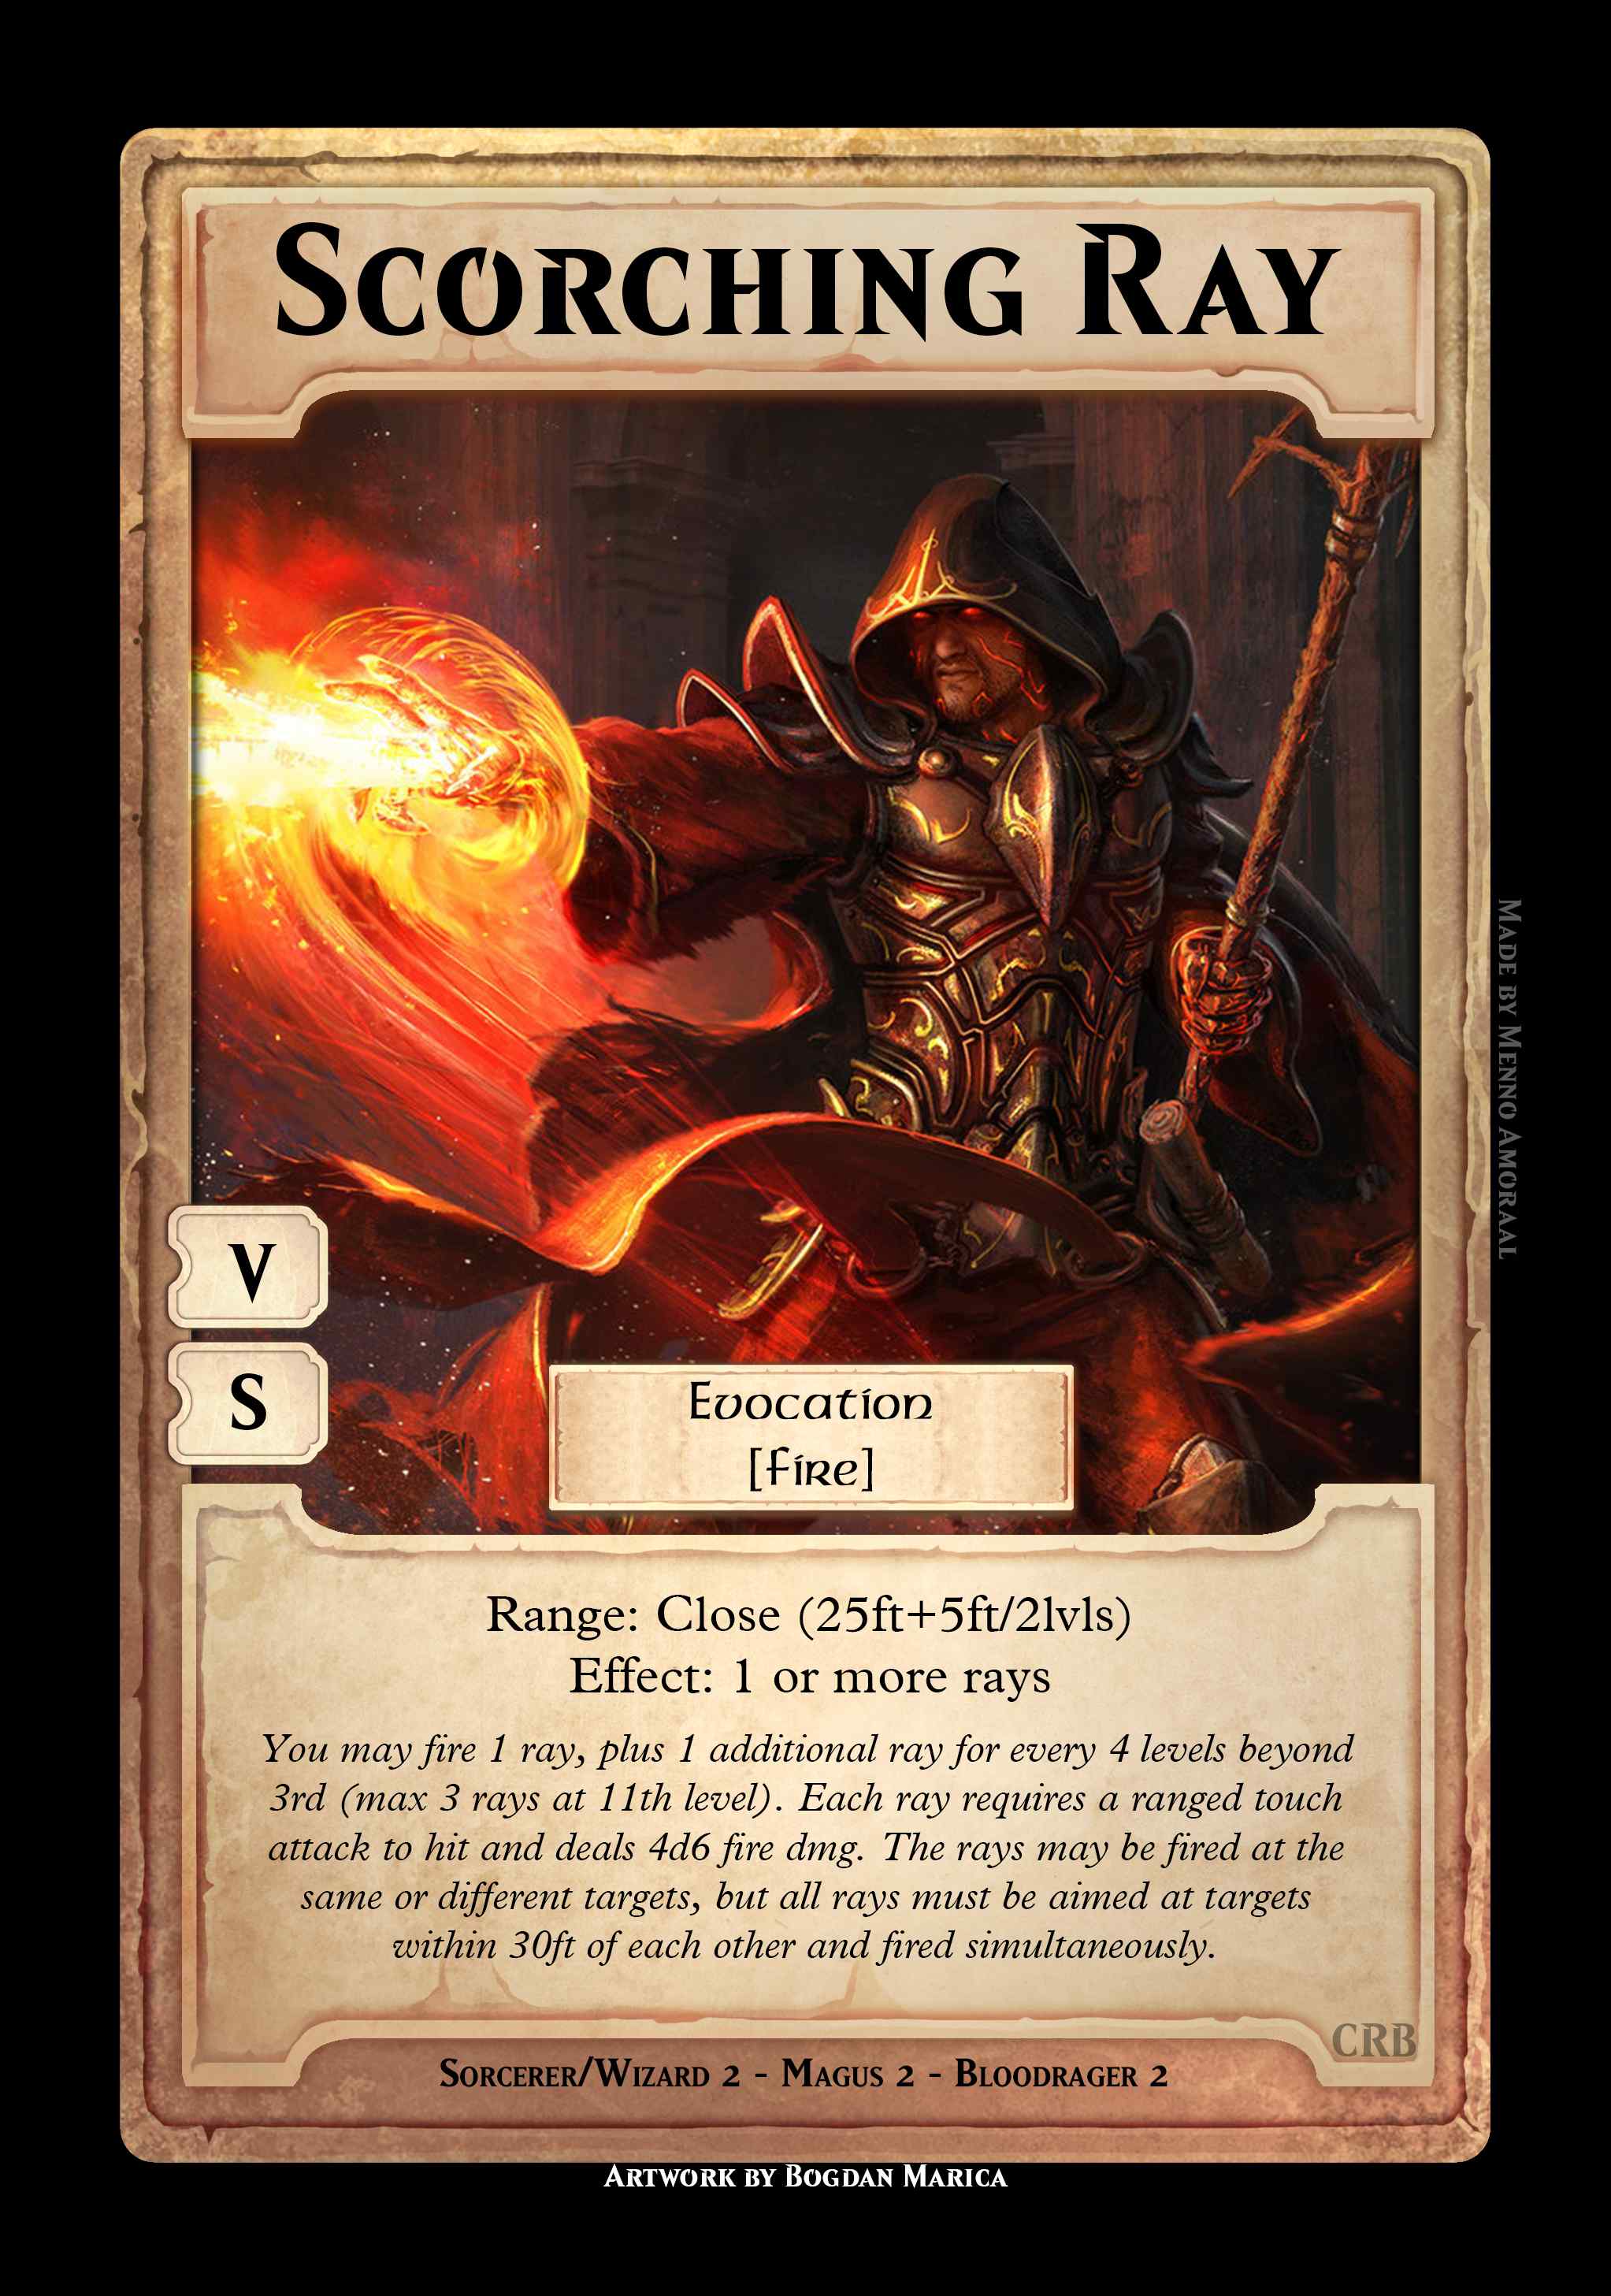 Scorching Ray
Made by Menno Amoraal
V
S
Evocation
[Fire]
Range: Close (25ft+5ft/2lvls)
Effect: 1 or more rays
You may fire 1 ray, plus 1 additional ray for every 4 levels beyond
3rd (max 3 rays at 11th level). Each ray requires a ranged touch
attack to hit and deals 4d6 fire dmg. The rays may be fired at the
same or different targets, but all rays must be aimed at targets
within 30ft of each other and fired simultaneously.
CRB
Sorcerer/Wizard 2 - Magus 2 - Bloodrager 2
Artwork by Bogdan Marica